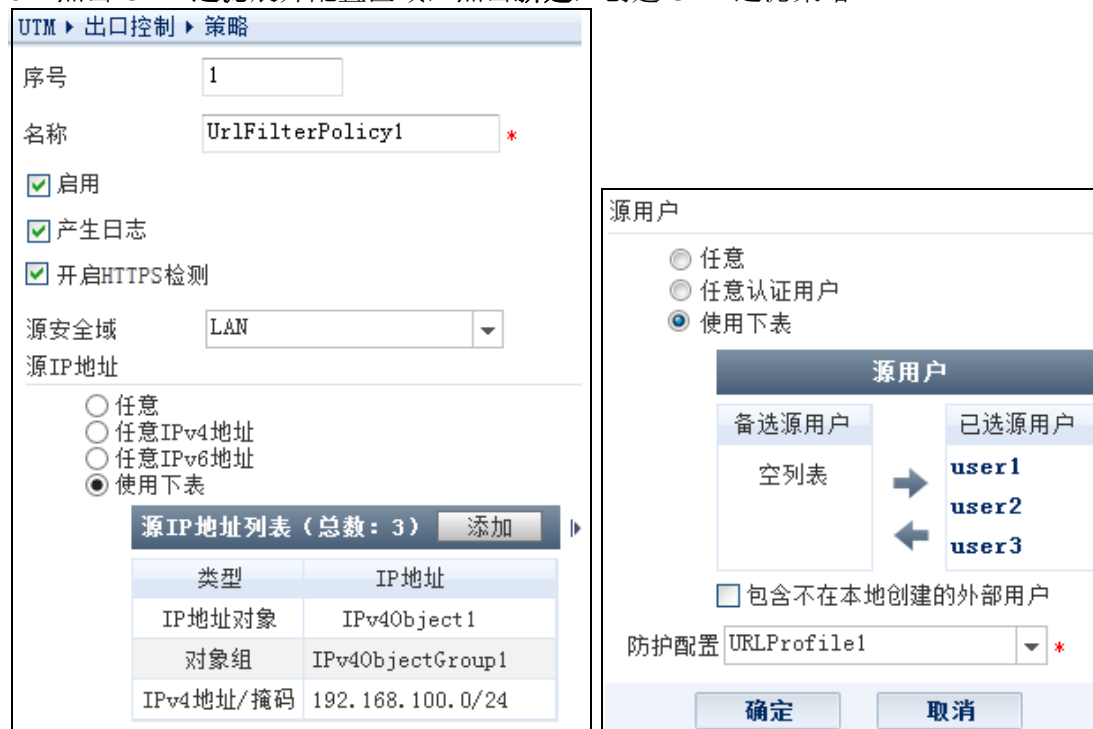 UTM ▸ 出口控制 ▸ 策略
序号 1
名称 UrlFilterPolicy1 *
启用
产生日志
开启HTTPS检测
源安全域 LAN
源IP地址
任意
任意IPv4地址
任意IPv6地址
使用下表
源IP地址列表（总数：3） 添加
类型 IP地址
IP地址对象 IPv4Object1
对象组 IPv4ObjectGroup1
IPv4地址/掩码 192.168.100.0/24
源用户
任意
任意认证用户
使用下表
源用户
备选源用户 已选源用户
空列表 user1
user2
user3
包含不在本地创建的外部用户
防护配置 URLProfile1 *
确定 取消